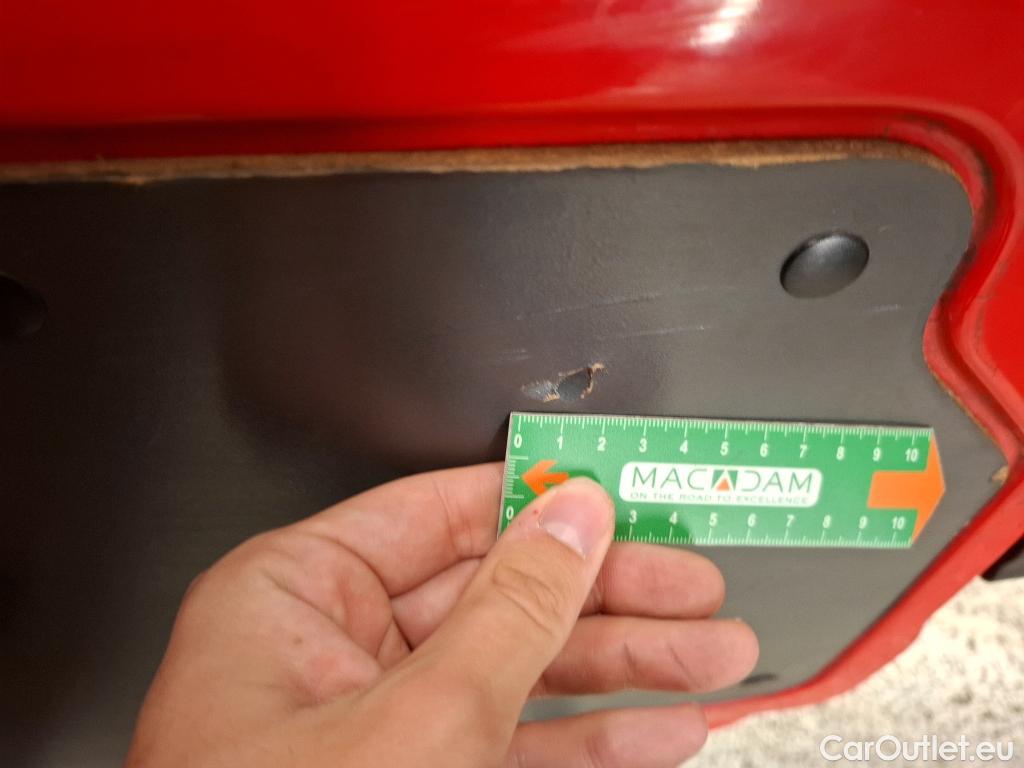 0 1 2 3 4 5 6 7 8 9 10
MACADAM
ON THE ROAD TO EXCELLENCE
0 3 4 5 6 7 8 9 10
CarOutlet.eu